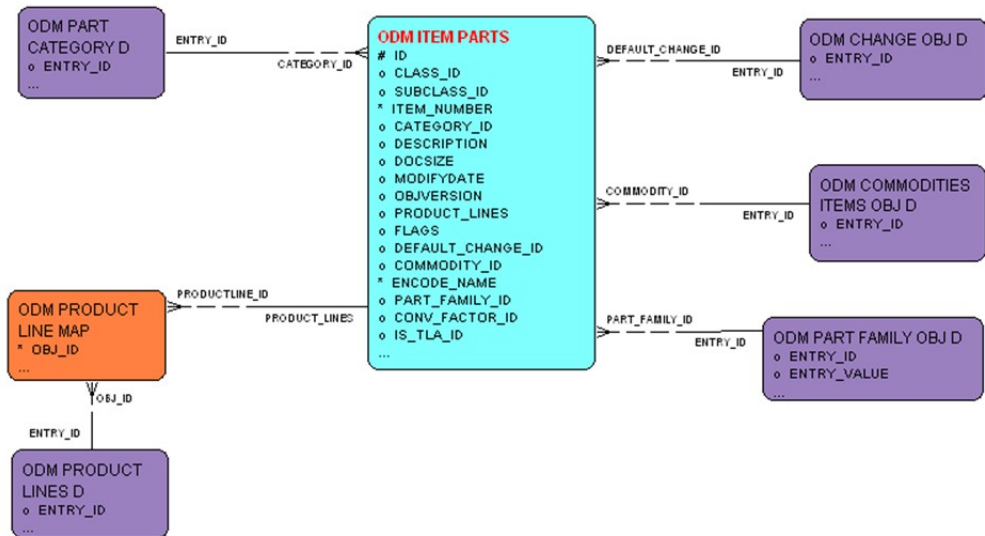 ODM PART
CATEGORY D
o ENTRY_ID
...
ENTRY_ID
CATEGORY_ID
ODM ITEM PARTS
# ID
o CLASS_ID
o SUBCLASS_ID
* ITEM_NUMBER
o CATEGORY_ID
o DESCRIPTION
o DOCSIZE
o MODIFYDATE
o OBJVERSION
o PRODUCT_LINES
o FLAGS
o DEFAULT_CHANGE_ID
o COMMODITY_ID
* ENCODE_NAME
o PART_FAMILY_ID
o CONV_FACTOR_ID
o IS_TLA_ID
...
DEFAULT_CHANGE_ID
ENTRY_ID
ODM CHANGE OBJ D
o ENTRY_ID
...
COMMODITY_ID
ENTRY_ID
ODM COMMODITIES
ITEMS OBJ D
o ENTRY_ID
...
PART_FAMILY_ID
ENTRY_ID
ODM PART FAMILY OBJ D
o ENTRY_ID
o ENTRY_VALUE
...
PRODUCTLINE_ID
PRODUCT_LINES
ODM PRODUCT
LINE MAP
* OBJ_ID
...
OBJ_ID
ENTRY_ID
ODM PRODUCT
LINES D
o ENTRY_ID
...